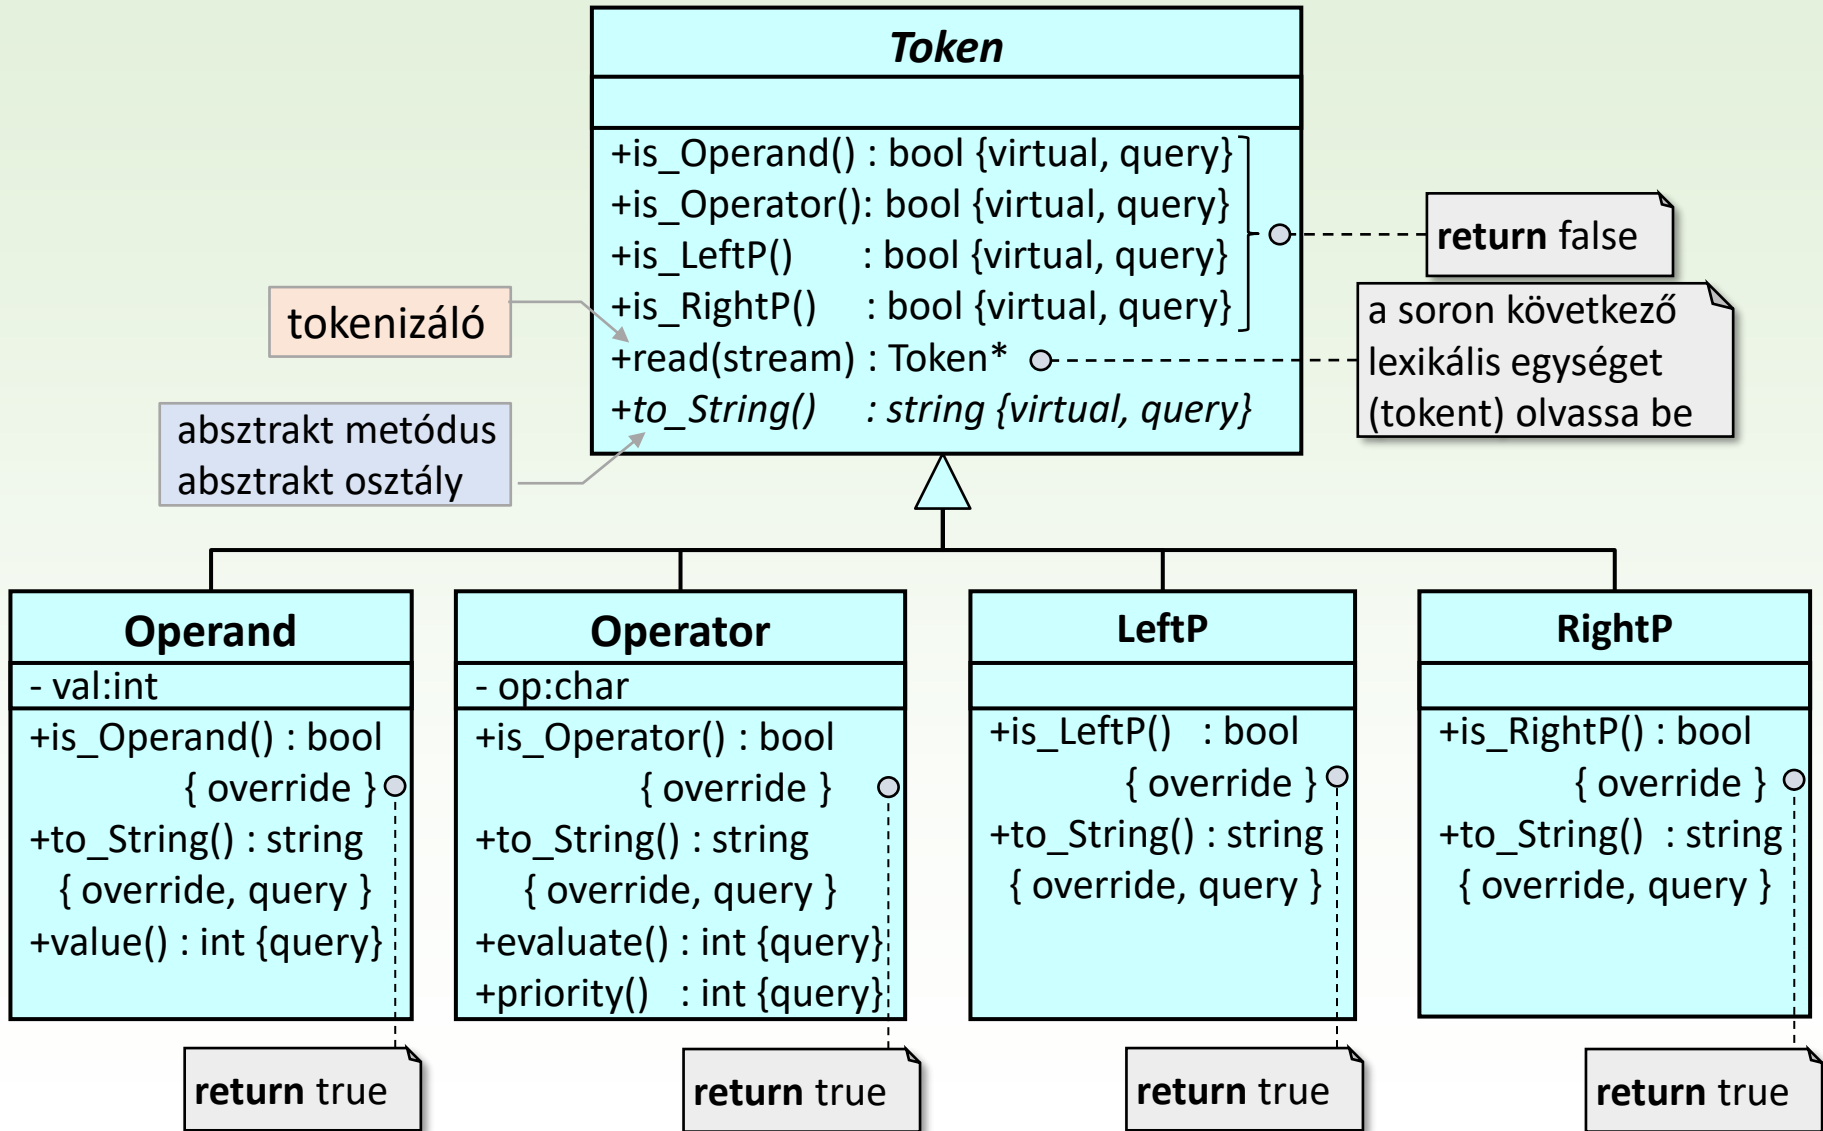 Token
+is_Operand() : bool {virtual, query}
+is_Operator(): bool {virtual, query}
+is_LeftP() : bool {virtual, query}
+is_RightP() : bool {virtual, query}
+read(stream) : Token*
+to_String() : string {virtual, query}
return false
a soron következő
lexikális egységet
(tokent) olvassa be
tokenizáló
absztrakt metódus
absztrakt osztály
Operand
- val:int
+is_Operand() : bool
{ override }
+to_String() : string
{ override, query }
+value() : int {query}
return true
Operator
- op:char
+is_Operator() : bool
{ override }
+to_String() : string
{ override, query }
+evaluate() : int {query}
+priority() : int {query}
return true
LeftP
+is_LeftP() : bool
{ override }
+to_String() : string
{ override, query }
return true
RightP
+is_RightP() : bool
{ override }
+to_String() : string
{ override, query }
return true